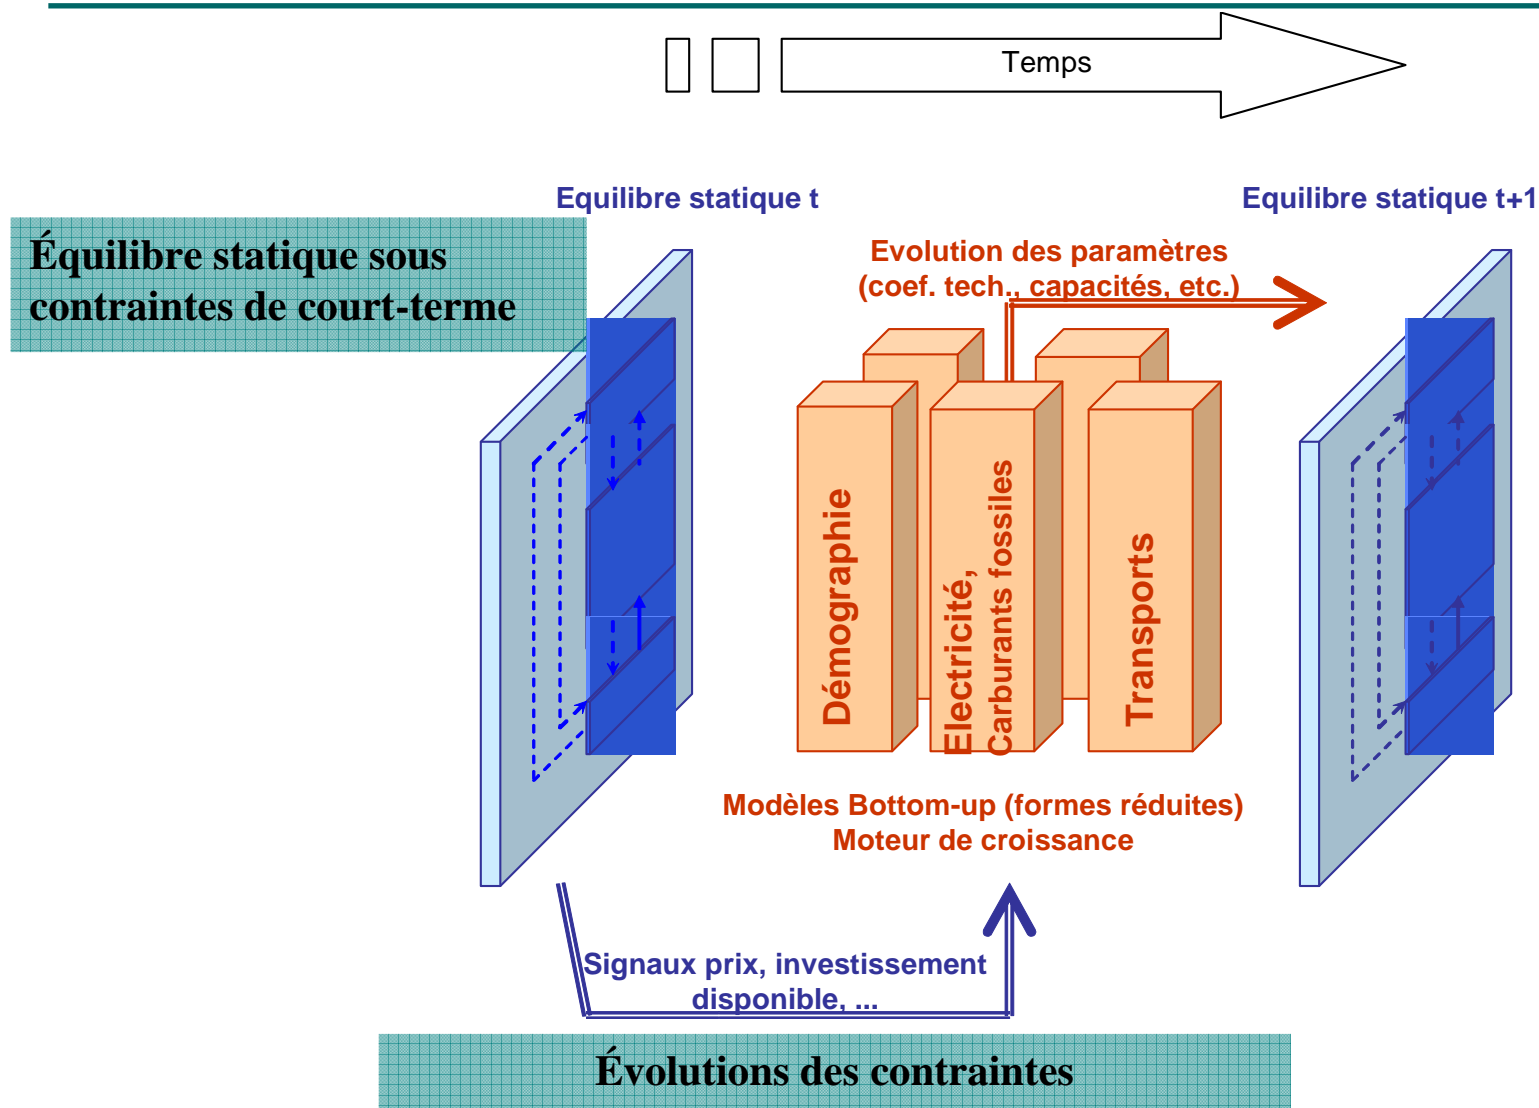 Temps
Equilibre statique t
Equilibre statique t+1
Équilibre statique sous
contraintes de court-terme
Evolution des paramètres
(coef. tech., capacités, etc.)
Démographie
Electricité,
Carburants fossiles
Transports
Modèles Bottom-up (formes réduites)
Moteur de croissance
Signaux prix, investissement
disponible, ...
Évolutions des contraintes